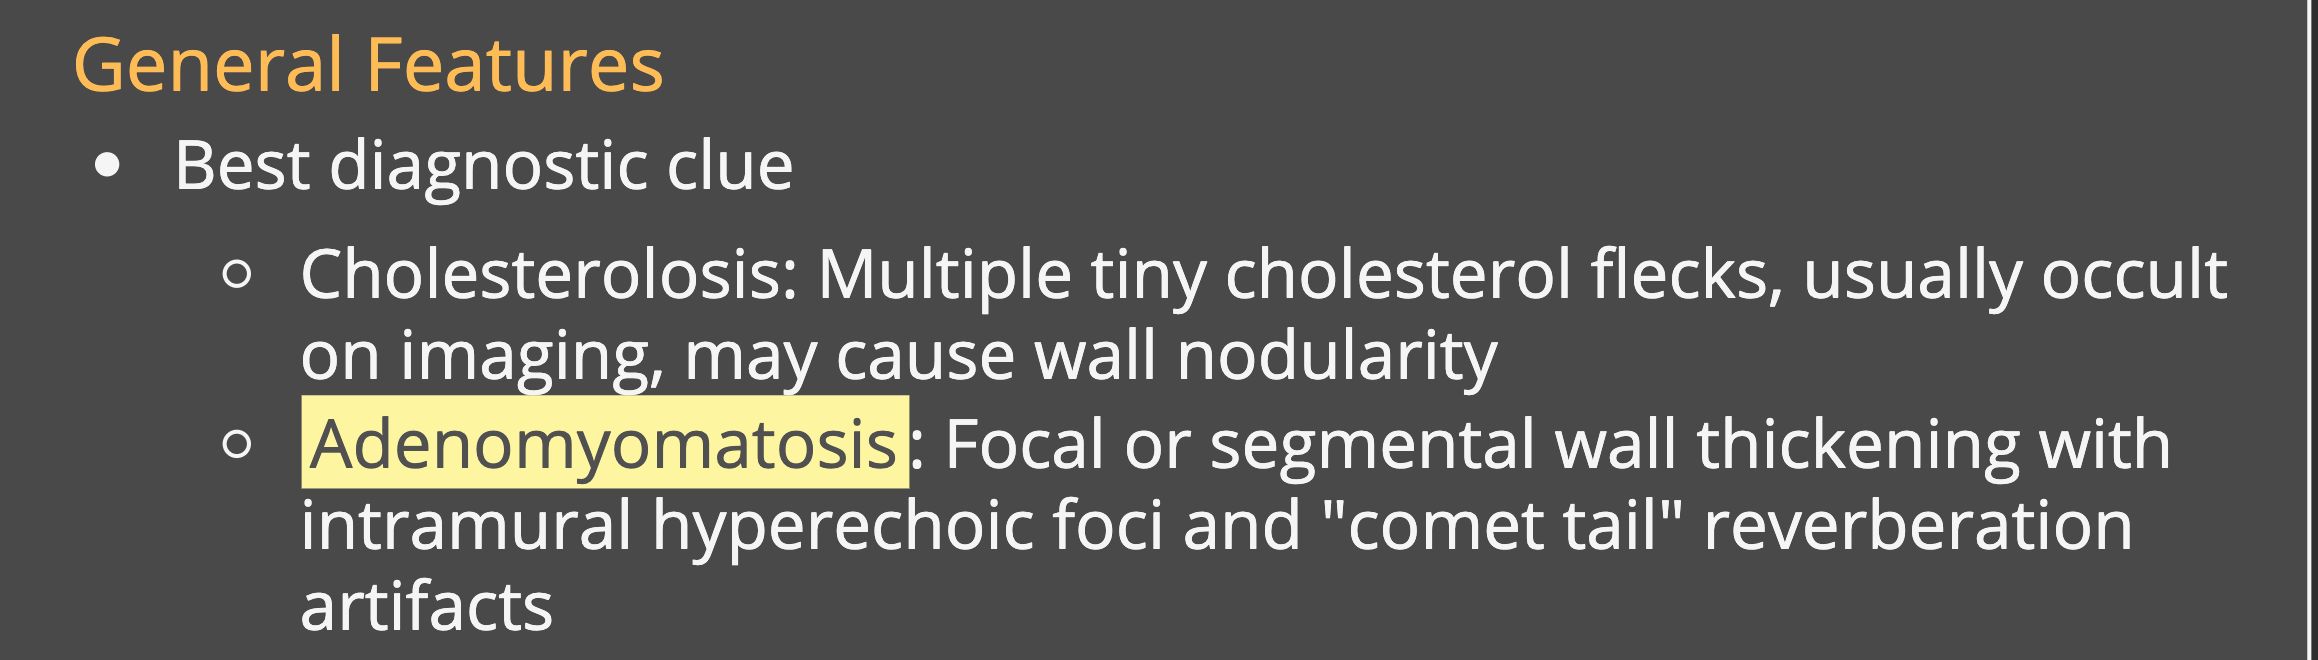 General Features
• Best diagnostic clue
○ Cholesterolosis: Multiple tiny cholesterol flecks, usually occult
on imaging, may cause wall nodularity
○ Adenomyomatosis: Focal or segmental wall thickening with
intramural hyperechoic foci and "comet tail" reverberation
artifacts